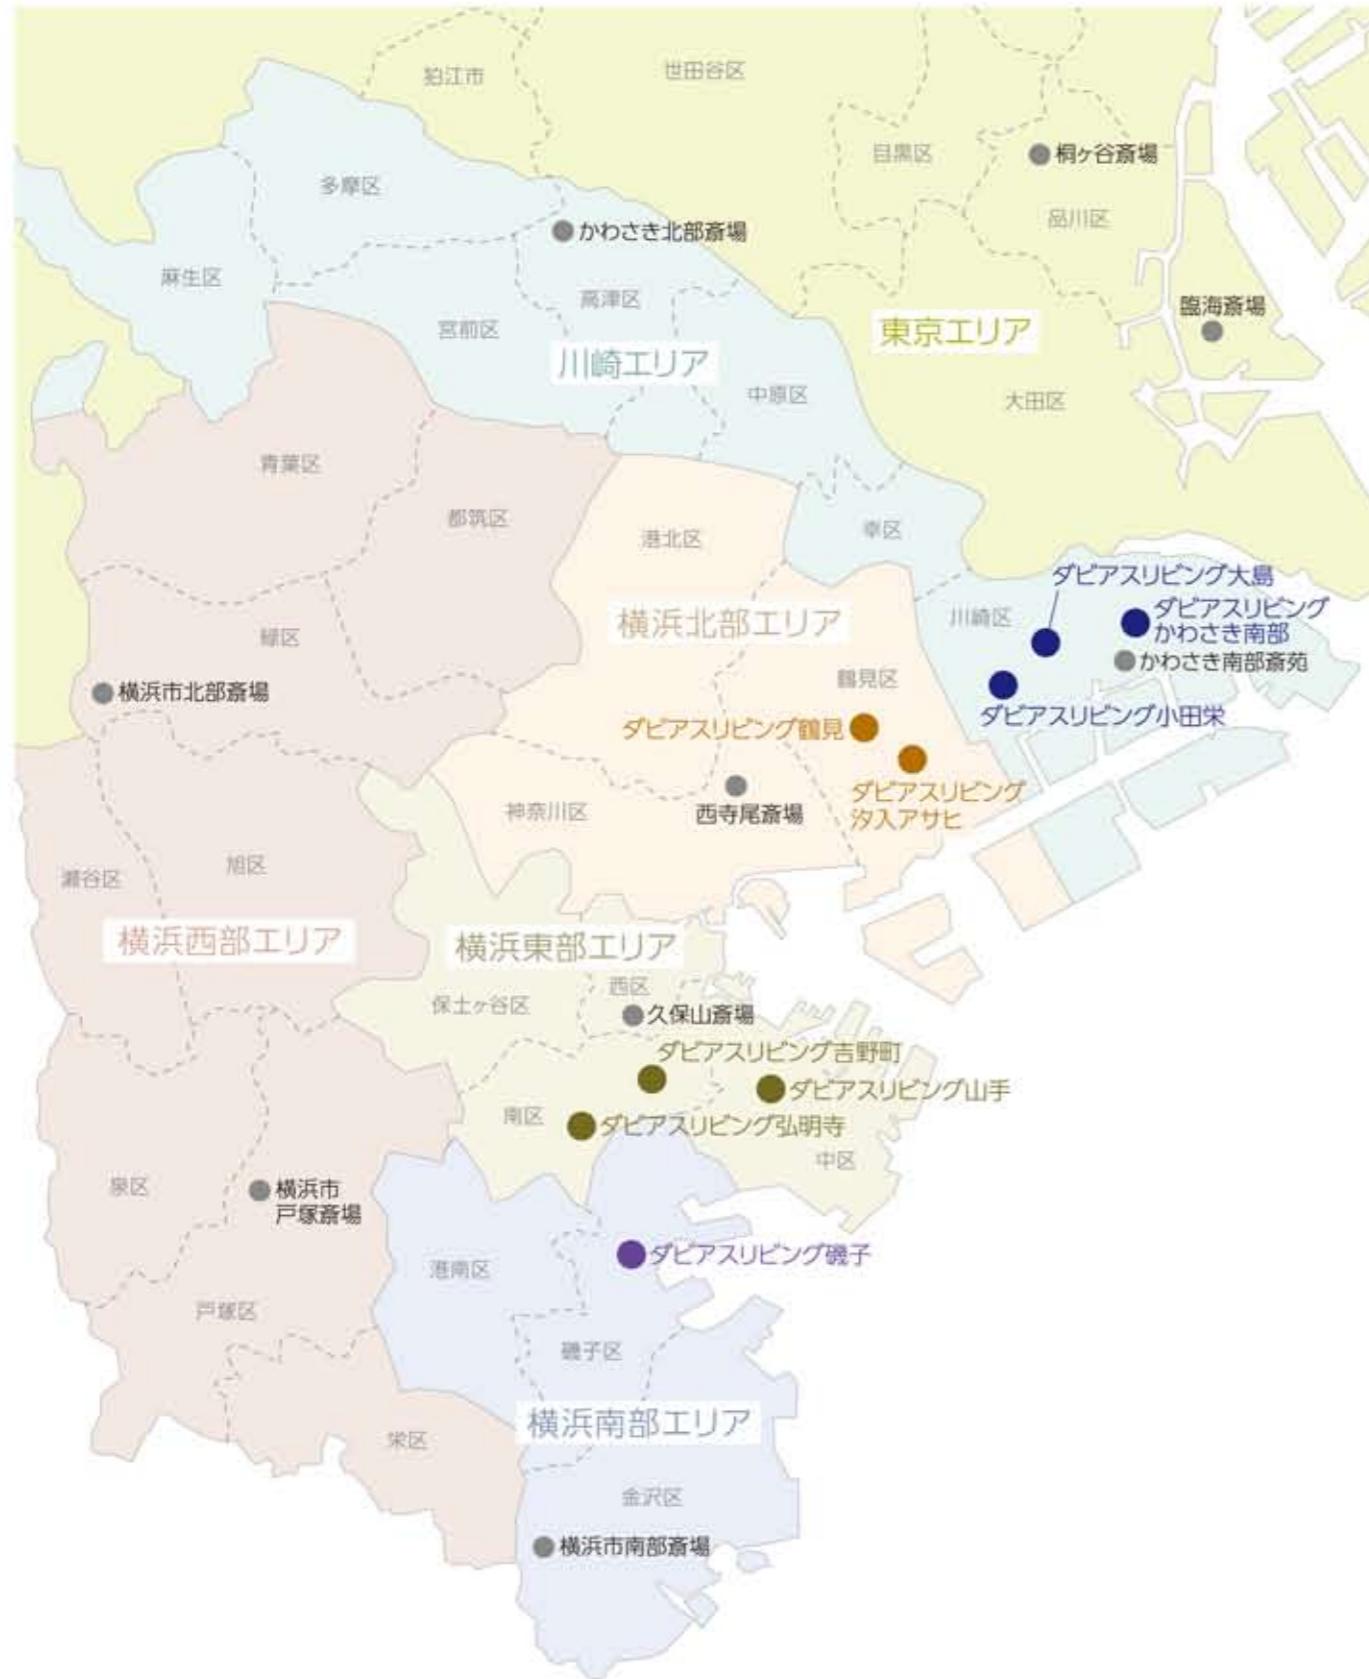 狛江市
世田谷区
目黒区
桐ヶ谷斎場
多摩区
品川区
かわさき北部斎場
麻生区
高津区
臨海斎場
宮前区
東京エリア
川崎エリア
中原区
大田区
青葉区
都筑区
港北区
幸区
ダビアスリビング大島
川崎区
ダビアスリビング
かわさき南部
かわさき南部斎苑
横浜北部エリア
緑区
鶴見区
横浜市北部斎場
ダビアスリビング小田栄
ダビアスリビング鶴見
ダビアスリビング
汐入アサヒ
神奈川区
西寺尾斎場
瀬谷区
旭区
横浜西部エリア
横浜東部エリア
西区
保土ヶ谷区
久保山斎場
ダビアスリビング吉野町
ダビアスリビング山手
南区
ダビアスリビング弘明寺
中区
泉区
横浜市
戸塚斎場
港南区
ダビアスリビング磯子
戸塚区
磯子区
横浜南部エリア
栄区
金沢区
横浜市南部斎場